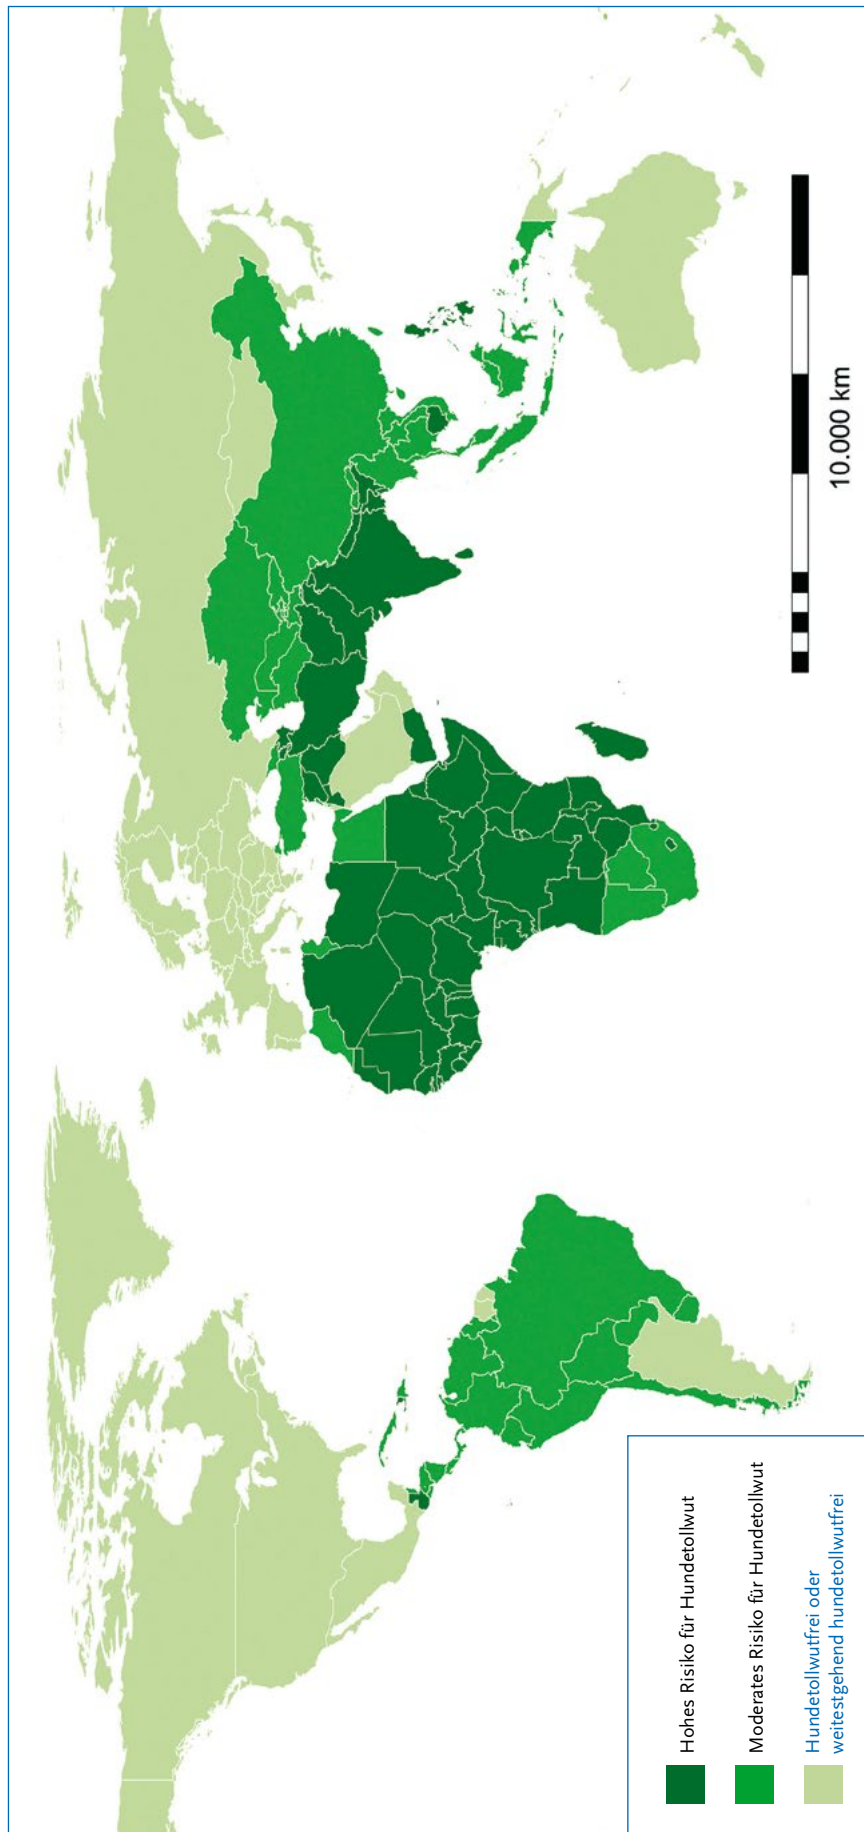 Hohes Risiko für Hundetollwut
Moderates Risiko für Hundetollwut
Hundetollwutfrei oder
weitestgehend hundetollwutfrei
10.000 km